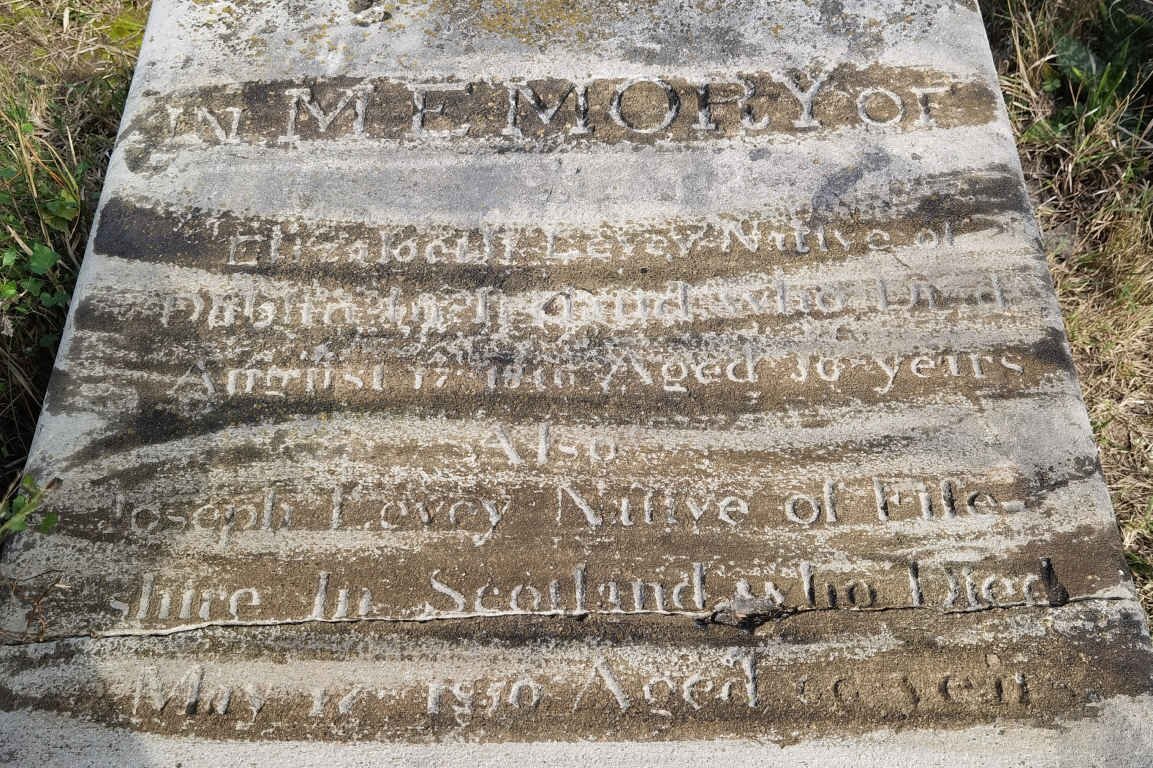 IN MEMORY OF
Elizabeth Levey Native of
Dublin In Ireland who Died
August 17 Aged years
Also
Joseph Levey Native of Fife-
shire In Scotland who Died
May Aged